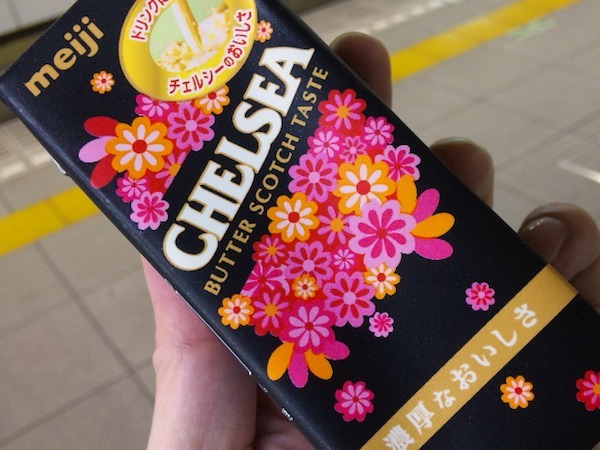 meiji
ドリンクに
チェルシーのおいしさ
CHELSEA
BUTTER SCOTCH TASTE
濃厚なおいしさ